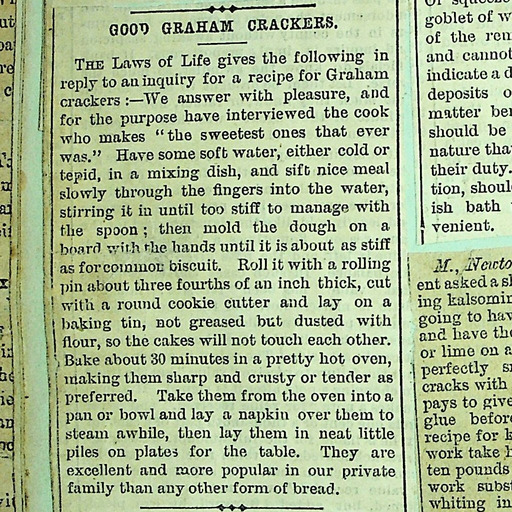 GOOD GRAHAM CRACKERS.
THE Laws of Life gives the following in
reply to an inquiry for a recipe for Graham
crackers :—We answer with pleasure, and
for the purpose have interviewed the cook
who makes "the sweetest ones that ever
was." Have some soft water, either cold or
tepid, in a mixing dish, and sift nice meal
slowly through the fingers into the water,
stirring it in until too stiff to manage with
the spoon; then mold the dough on a
board with the hands until it is about as stiff
as for common biscuit. Roll it with a rolling
pin about three fourths of an inch thick, cut
with a round cookie cutter and lay on a
baking tin, not greased but dusted with
flour, so the cakes will not touch each other.
Bake about 30 minutes in a pretty hot oven,
making them sharp and crusty or tender as
preferred. Take them from the oven into a
pan or bowl and lay a napkin over them to
steam awhile, then lay them in neat little
piles on plates for the table. They are
excellent and more popular in our private
family than any other form of bread.
goblet of w
of the ren
and cannot
indicate a d
deposits o
matter ben
should be
nature tha
their duty.
tion, shoul
ish bath
venient.
M., Newto
ent asked a sl
ing kalsomin
going to hav
and have the
or lime on a
perfectly sm
cracks with
pays to give
glue before
recipe for k
work take h
ten pounds
work subst
whiting in